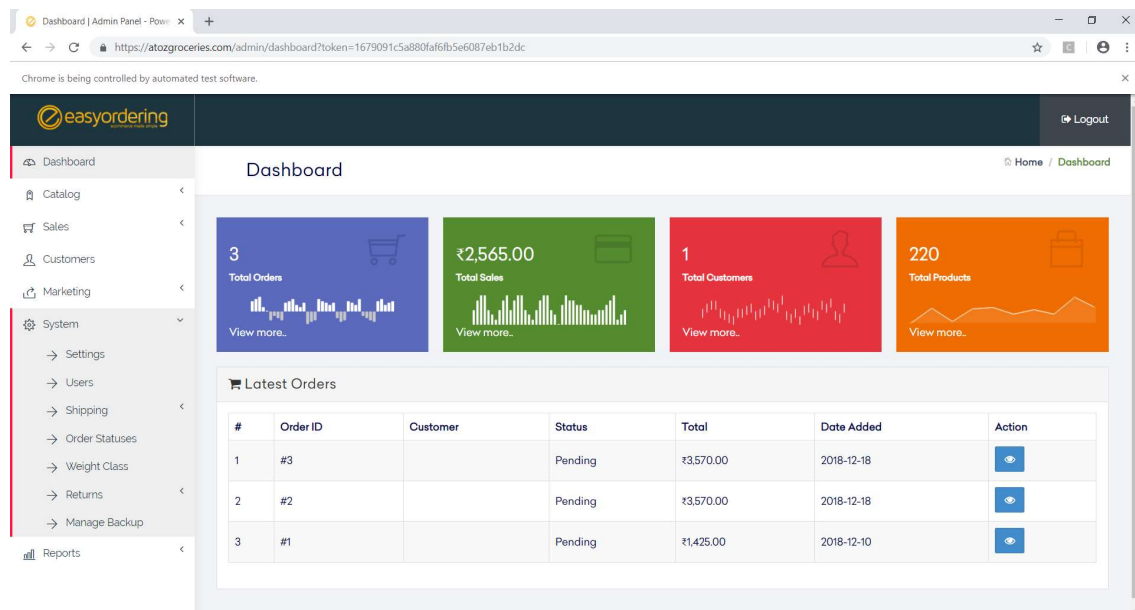 Dashboard | Admin Panel - Powe
https://atozgroceries.com/admin/dashboard?token=1679091c5a880faf6fb5e6087eb1b2dc
Chrome is being controlled by automated test software.
easyordering
ecommerce made simple
Logout
Dashboard
Catalog
Sales
Customers
Marketing
System
Settings
Users
Shipping
Order Statuses
Weight Class
Returns
Manage Backup
Reports
Dashboard
Home / Dashboard
3
Total Orders
View more..
₹2,565.00
Total Sales
View more..
1
Total Customers
View more..
220
Total Products
View more..
Latest Orders
# Order ID Customer Status Total Date Added Action
1 #3 Pending ₹3,570.00 2018-12-18
2 #2 Pending ₹3,570.00 2018-12-18
3 #1 Pending ₹1,425.00 2018-12-10